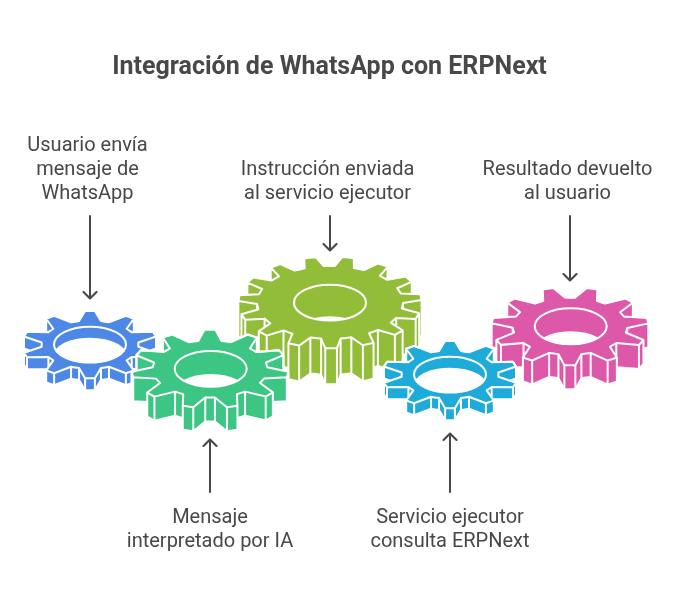 Integración de WhatsApp con ERPNext
Usuario envía
mensaje de
WhatsApp
Instrucción enviada
al servicio ejecutor
Resultado devuelto
al usuario
Mensaje
interpretado por IA
Servicio ejecutor
consulta ERPNext